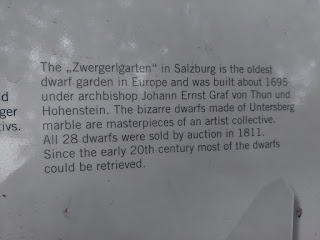 The „Zwergerlgarten" in Salzburg is the oldest
dwarf garden in Europe and was built about 1695
under archbishop Johann Ernst Graf von Thun und
Hohenstein. The bizarre dwarfs made of Untersberg
marble are masterpieces of an artist collective.
All 28 dwarfs were sold by auction in 1811.
Since the early 20th century most of the dwarfs
could be retrieved.